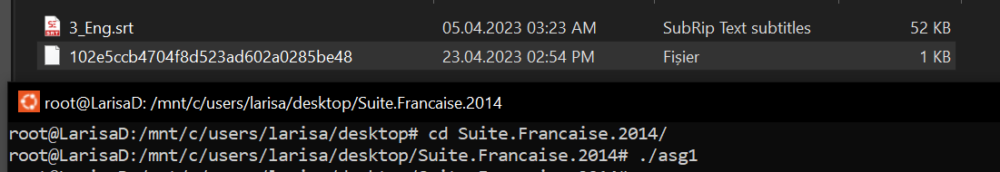 3_Eng.srt 05.04.2023 03:23 AM SubRip Text subtitles 52 KB
102e5ccb4704f8d523ad602a0285be48 23.04.2023 02:54 PM Fișier 1 KB
root@LarisaD: /mnt/c/users/larisa/desktop/Suite.Francaise.2014
root@LarisaD:/mnt/c/users/larisa/desktop# cd Suite.Francaise.2014/
root@LarisaD:/mnt/c/users/larisa/desktop/Suite.Francaise.2014# ./asg1